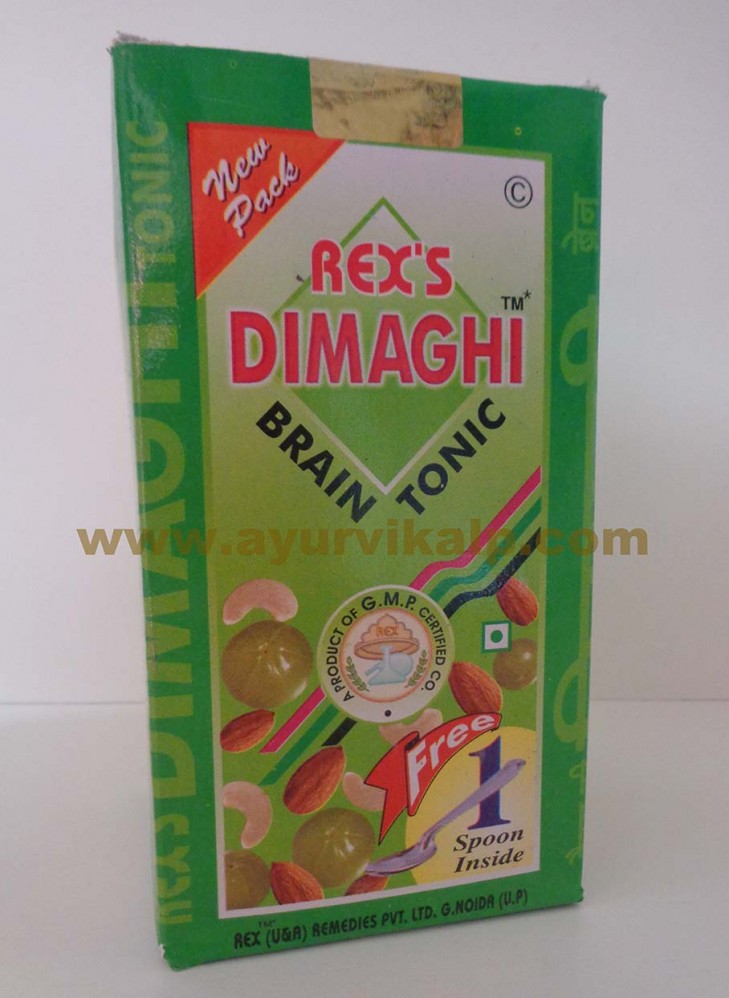 New
Pack
©
REX'S
DIMAGHI
TM*
BRAIN TONIC
www.ayurvikalp.com
A PRODUCT OF G.M.P. CERTIFIED CO.
REX
Free
1
Spoon
Inside
REX™* (U&A) REMEDIES PVT. LTD. G.NOIDA (U.P)
REX'S DIMAGHI TONIC